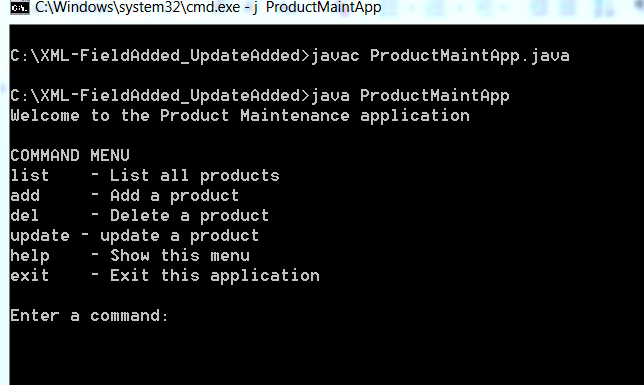 C:\Windows\system32\cmd.exe - j ProductMaintApp
C:\XML-FieldAdded_UpdateAdded>javac ProductMaintApp.java
C:\XML-FieldAdded_UpdateAdded>java ProductMaintApp
Welcome to the Product Maintenance application
COMMAND MENU
list    - List all products
add     - Add a product
del     - Delete a product
update - update a product
help    - Show this menu
exit    - Exit this application
Enter a command: